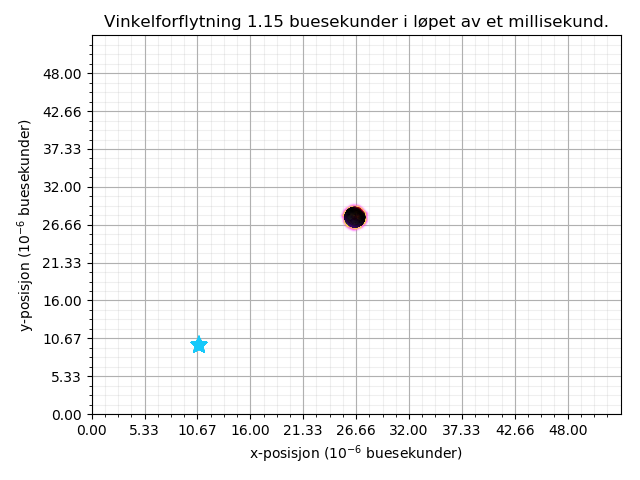 Vinkelforflytning 1.15 buesekunder i løpet av et millisekund.
48.00
42.66
37.33
32.00
26.66
21.33
16.00
10.67
5.33
0.00
y-posisjon (10⁻⁶ buesekunder)
0.00 5.33 10.67 16.00 21.33 26.66 32.00 37.33 42.66 48.00
x-posisjon (10⁻⁶ buesekunder)